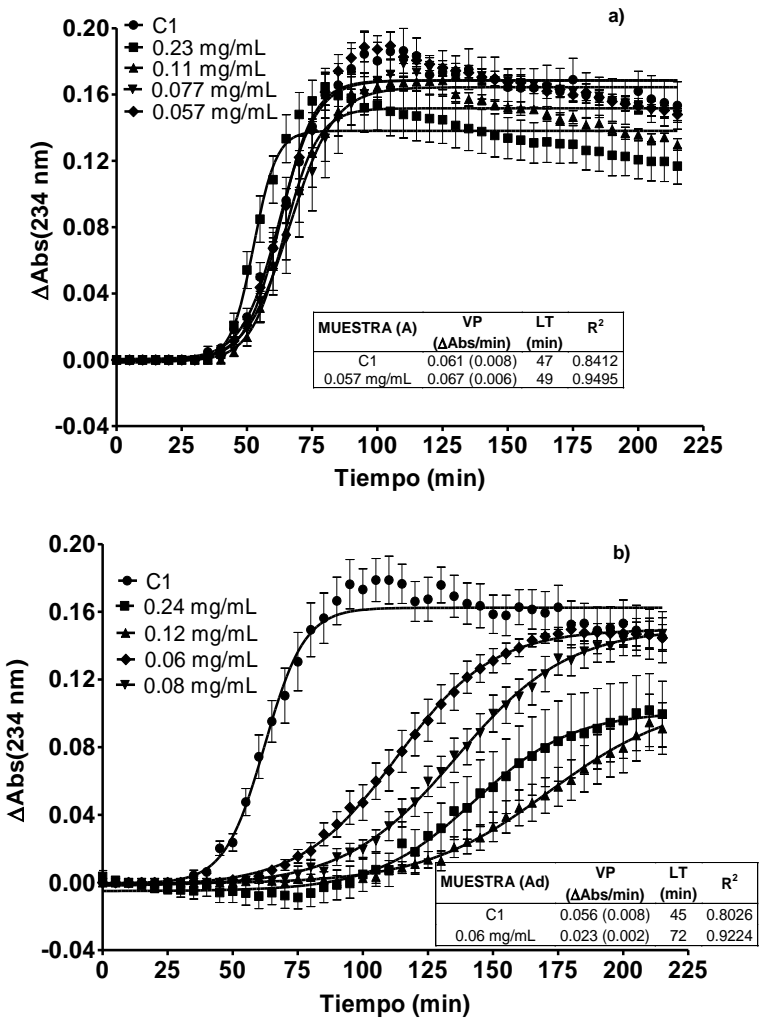 a)
0.20
0.16
0.12
0.08
0.04
0.00
-0.04
ΔAbs(234 nm)
C1
0.23 mg/mL
0.11 mg/mL
0.077 mg/mL
0.057 mg/mL
MUESTRA (A) VP (ΔAbs/min) LT (min) R²
C1 0.061 (0.008) 47 0.8412
0.057 mg/mL 0.067 (0.006) 49 0.9495
0 25 50 75 100 125 150 175 200 225
Tiempo (min)
b)
0.20
0.16
0.12
0.08
0.04
0.00
-0.04
ΔAbs(234 nm)
C1
0.24 mg/mL
0.12 mg/mL
0.06 mg/mL
0.08 mg/mL
MUESTRA (Ad) VP (ΔAbs/min) LT (min) R²
C1 0.056 (0.008) 45 0.8026
0.06 mg/mL 0.023 (0.002) 72 0.9224
0 25 50 75 100 125 150 175 200 225
Tiempo (min)